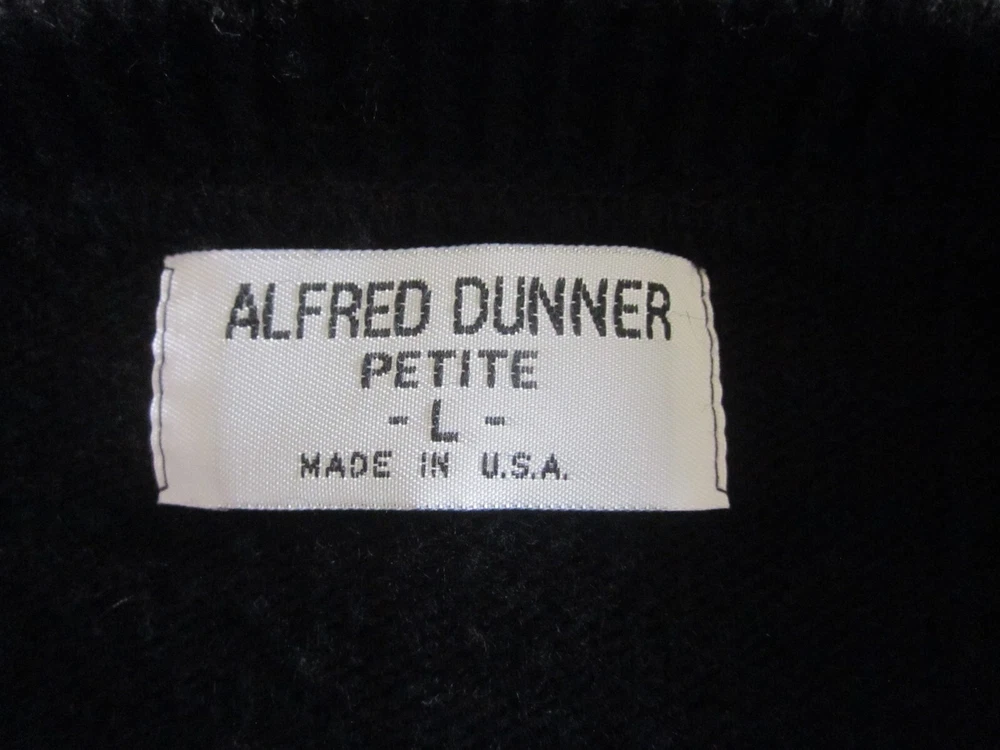 ALFRED DUNNER
PETITE
- L -
MADE IN U.S.A.